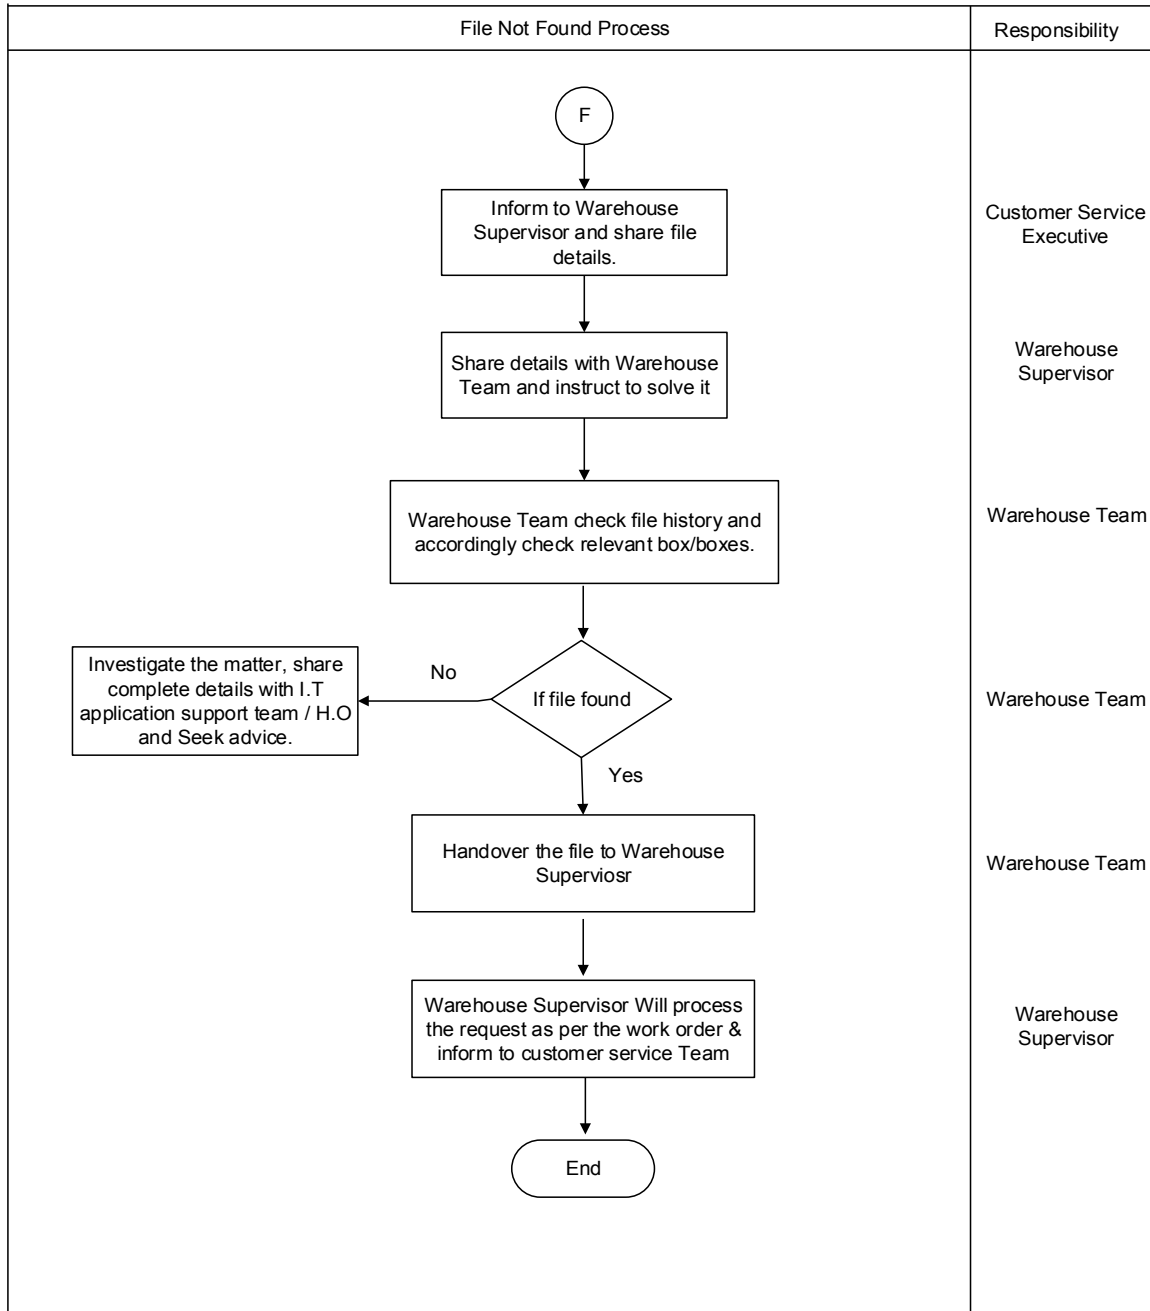 File Not Found Process
Responsibility
F
Inform to Warehouse
Supervisor and share file
details.
Customer Service
Executive
Share details with Warehouse
Team and instruct to solve it
Warehouse
Supervisor
Warehouse Team check file history and
accordingly check relevant box/boxes.
Warehouse Team
Investigate the matter, share
complete details with I.T
application support team / H.O
and Seek advice.
No
If file found
Warehouse Team
Yes
Handover the file to Warehouse
Superviosr
Warehouse Team
Warehouse Supervisor Will process
the request as per the work order &
inform to customer service Team
Warehouse
Supervisor
End